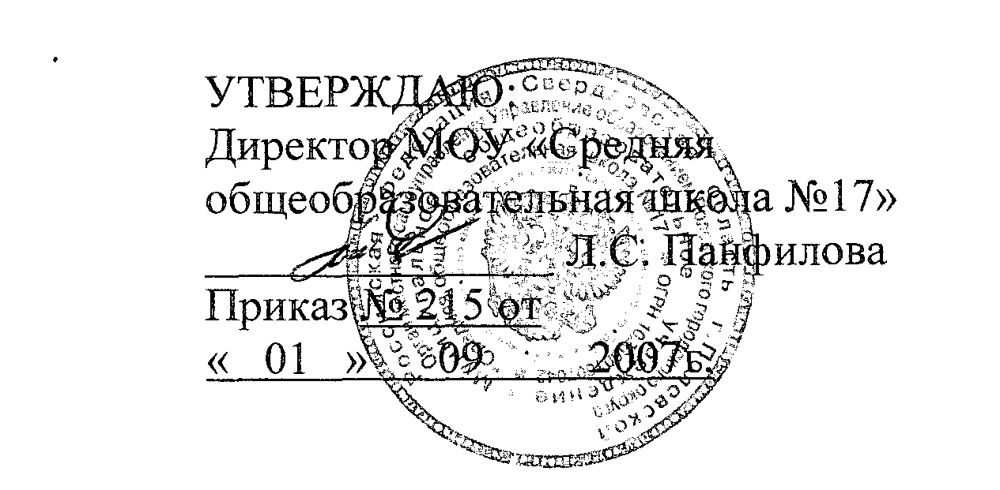 УТВЕРЖДАЮ:
Директор МОУ «Средняя
общеобразовательная школа №17»
Л.С. Панфилова
Приказ № 215 от
« 01 » 09 2007г.